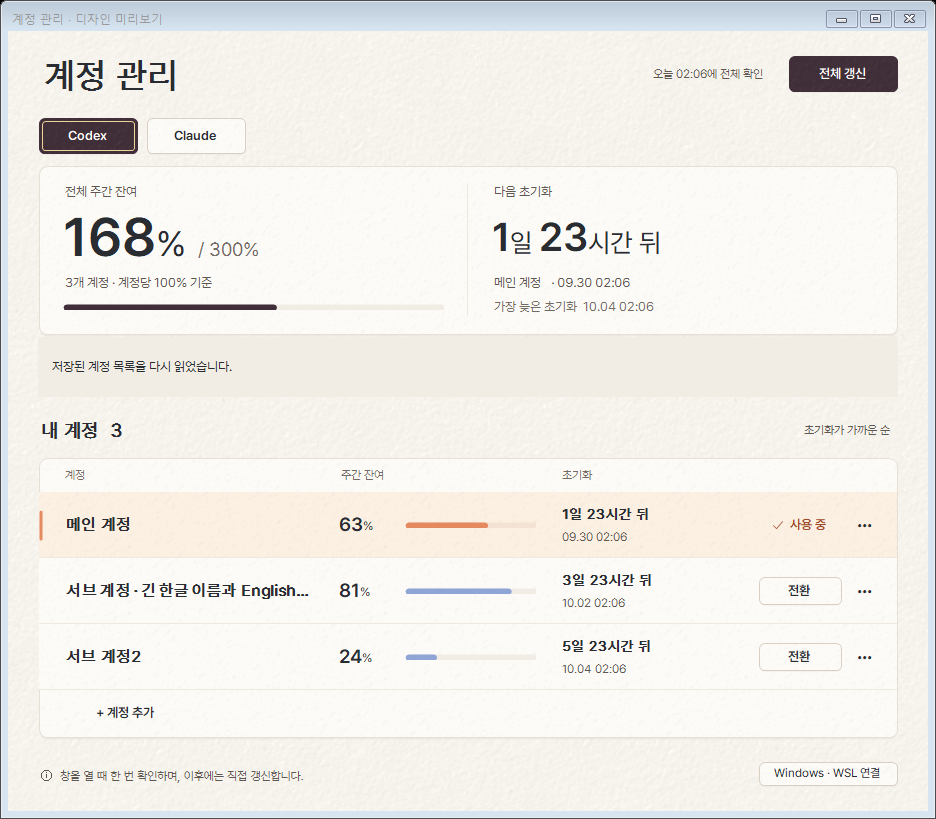 계정 관리 · 디자인 미리보기
계정 관리
오늘 02:06에 전체 확인
전체 갱신
Codex
Claude
전체 주간 잔여
168% / 300%
3개 계정 · 계정당 100% 기준
다음 초기화
1일 23시간 뒤
메인 계정 · 09.30 02:06
가장 늦은 초기화 10.04 02:06
저장된 계정 목록을 다시 읽었습니다.
내 계정 3
초기화가 가까운 순
계정 주간 잔여 초기화
메인 계정 63% 1일 23시간 뒤 사용 중
09.30 02:06
서브 계정 · 긴 한글 이름과 English... 81% 3일 23시간 뒤 전환
10.02 02:06
서브 계정2 24% 5일 23시간 뒤 전환
10.04 02:06
+ 계정 추가
창을 열 때 한 번 확인하며, 이후에는 직접 갱신합니다.
Windows · WSL 연결